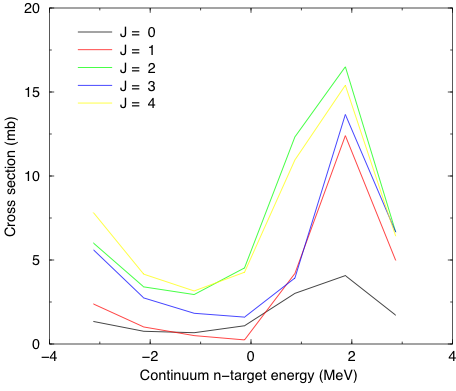 20
15
10
5
0
Cross section (mb)
J = 0
J = 1
J = 2
J = 3
J = 4
−4
−2
0
2
4
Continuum n−target energy (MeV)